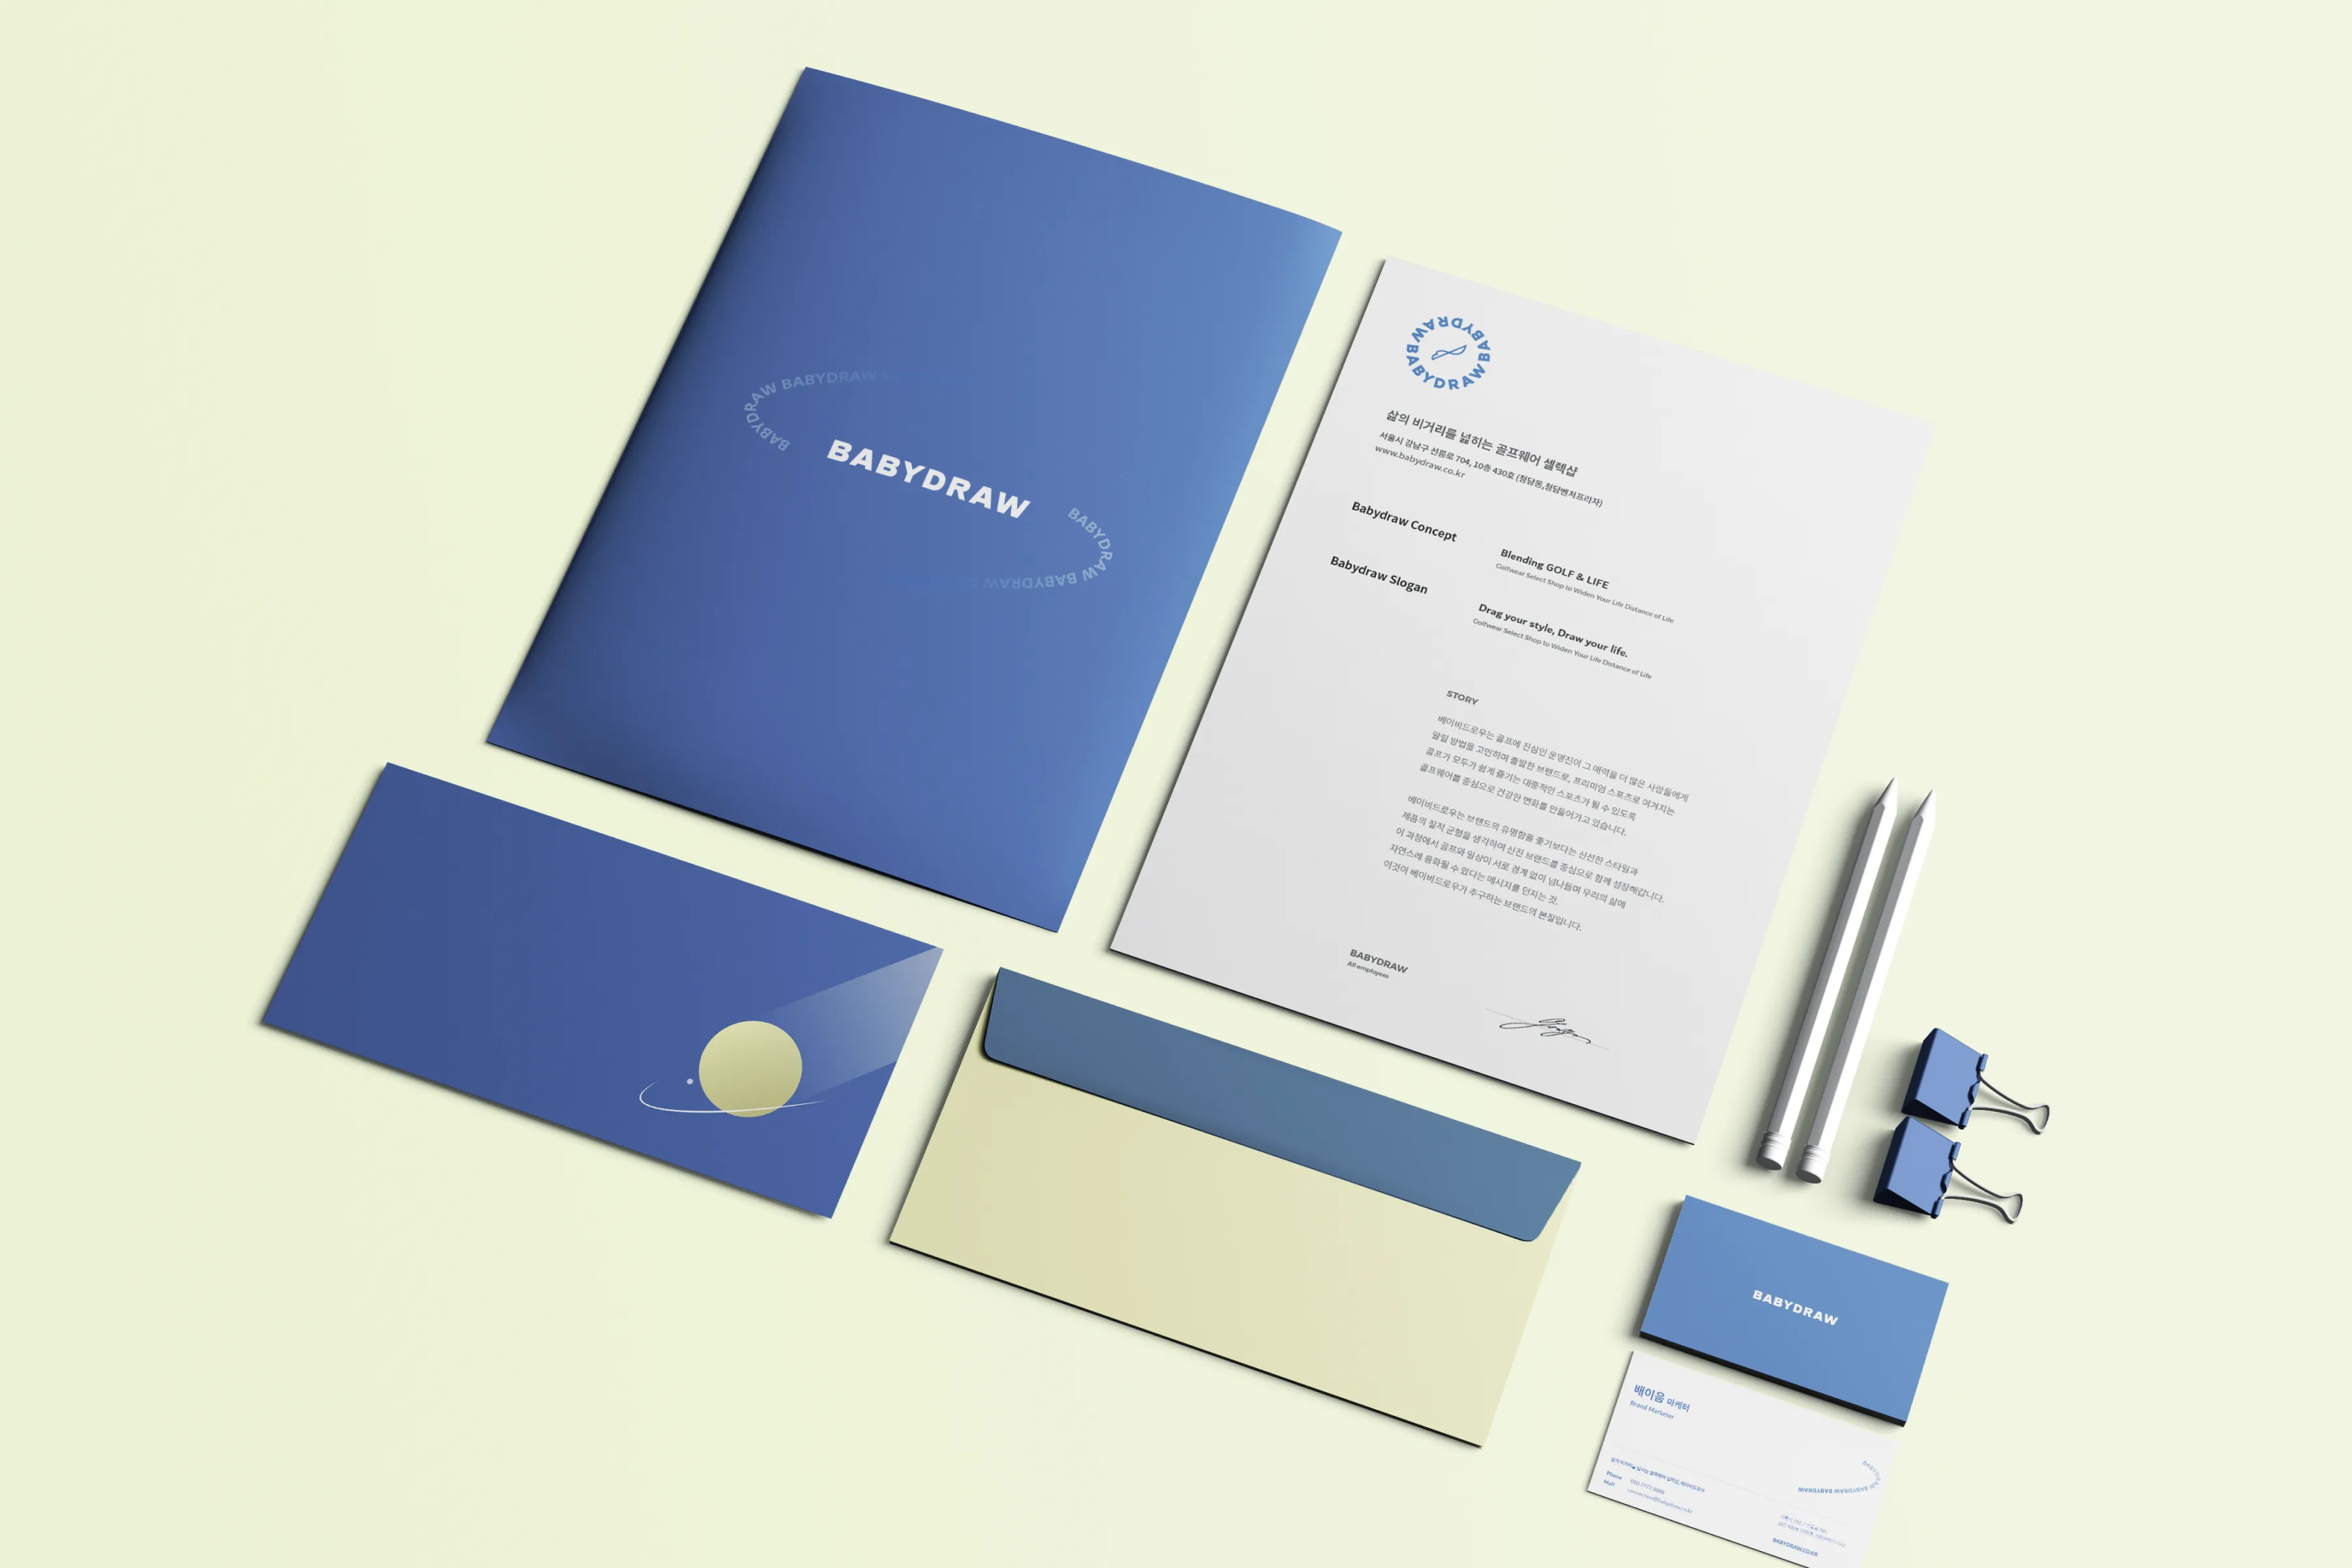 BABYDRAW BABYDRAW
BABYDRAW
BABYDRAW BABYDRAW
BABYDRAW BABYDRAW BABYDRAW
삶의 비거리를 넓히는 골프웨어 셀렉샵
서울시 강남구 선릉로 704, 10층 430호 (청담동,청담벤처프라자)
www.babydraw.co.kr
Babydraw Concept
Blending GOLF & LIFE
Golfwear Select Shop to Widen Your Life Distance of Life
Babydraw Slogan
Drag your style, Draw your life.
Golfwear Select Shop to Widen Your Life Distance of Life
STORY
베이비드로우는 골프에 진심인 운영진이 그 매력을 더 많은 사람들에게
알릴 방법을 고민하며 출발한 브랜드로, 프리미엄 스포츠로 여겨지는
골프가 모두가 쉽게 즐기는 대중적인 스포츠가 될 수 있도록
골프웨어를 중심으로 건강한 변화를 만들어가고 있습니다.
베이비드로우는 브랜드의 유명함을 좇기보다는 신선한 스타일과
제품의 질적 균형을 생각하며 신진 브랜드를 중심으로 함께 성장해갑니다.
이 과정에서 골프와 일상이 서로 경계 없이 넘나들며 우리의 삶에
자연스레 융화될 수 있다는 메시지를 던지는 것.
이것이 베이비드로우가 추구하는 브랜드의 본질입니다.
BABYDRAW
All employees
BABYDRAW
배이음 마케터
Brand Marketer
Phone
Mail
BABYDRAW BABYDRAW